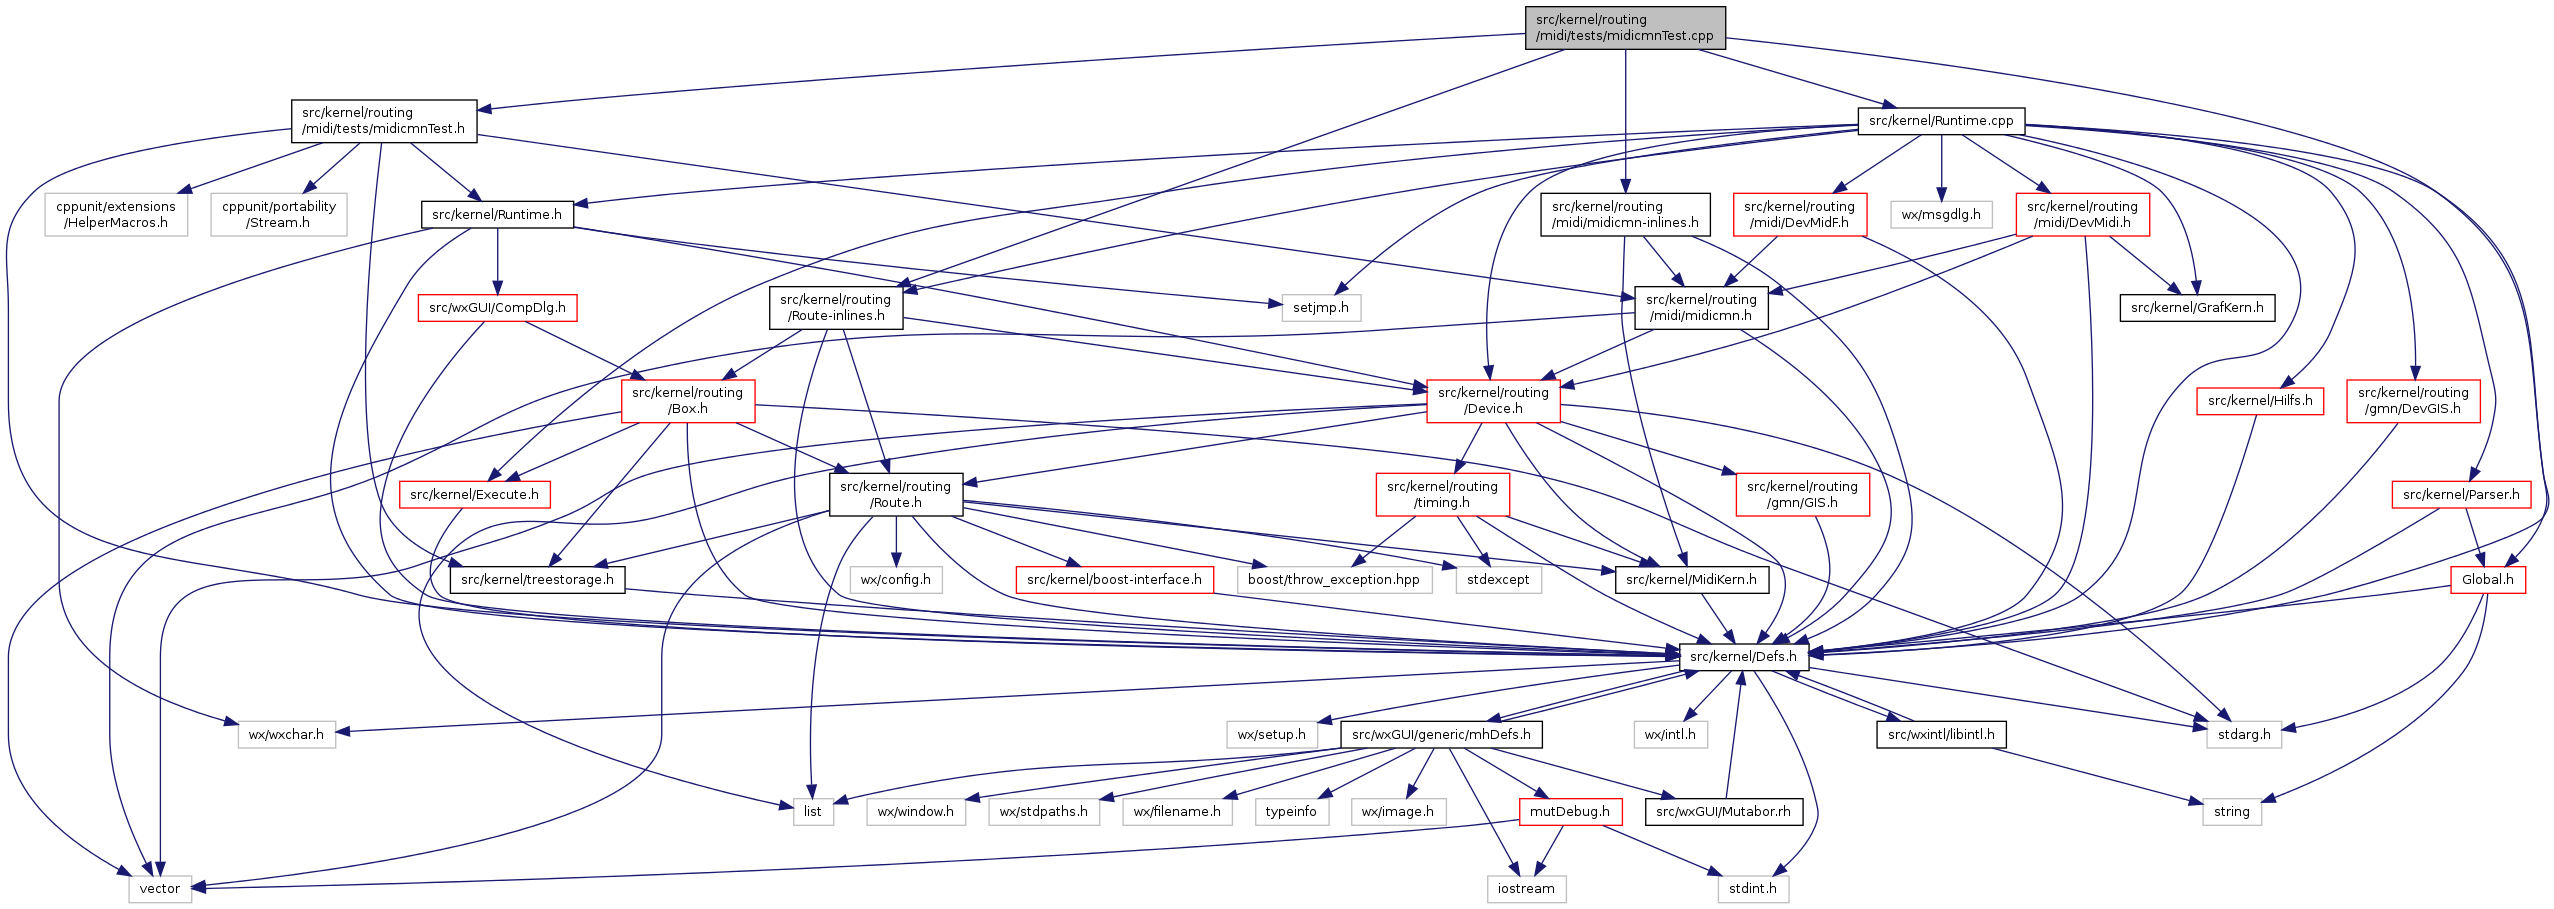 src/kernel/routing
/midi/tests/midicmnTest.cpp
src/kernel/routing
/midi/tests/midicmnTest.h
src/kernel/Runtime.cpp
cppunit/extensions
/HelperMacros.h
cppunit/portability
/Stream.h
src/kernel/Runtime.h
src/kernel/routing
/midi/midicmn-inlines.h
src/kernel/routing
/midi/DevMidF.h
wx/msgdlg.h
src/kernel/routing
/midi/DevMidi.h
src/wxGUI/CompDlg.h
src/kernel/routing
/Route-inlines.h
setjmp.h
src/kernel/routing
/midi/midicmn.h
src/kernel/GrafKern.h
src/kernel/routing
/Box.h
src/kernel/routing
/Device.h
src/kernel/Hilfs.h
src/kernel/routing
/gmn/DevGIS.h
src/kernel/Execute.h
src/kernel/routing
/Route.h
src/kernel/routing
/timing.h
src/kernel/routing
/gmn/GIS.h
src/kernel/Parser.h
src/kernel/treestorage.h
wx/config.h
src/kernel/boost-interface.h
boost/throw_exception.hpp
stdexcept
src/kernel/MidiKern.h
Global.h
src/kernel/Defs.h
wx/wxchar.h
wx/setup.h
src/wxGUI/generic/mhDefs.h
wx/intl.h
src/wxintl/libintl.h
stdarg.h
list
wx/window.h
wx/stdpaths.h
wx/filename.h
typeinfo
wx/image.h
mutDebug.h
src/wxGUI/Mutabor.rh
string
vector
iostream
stdint.h